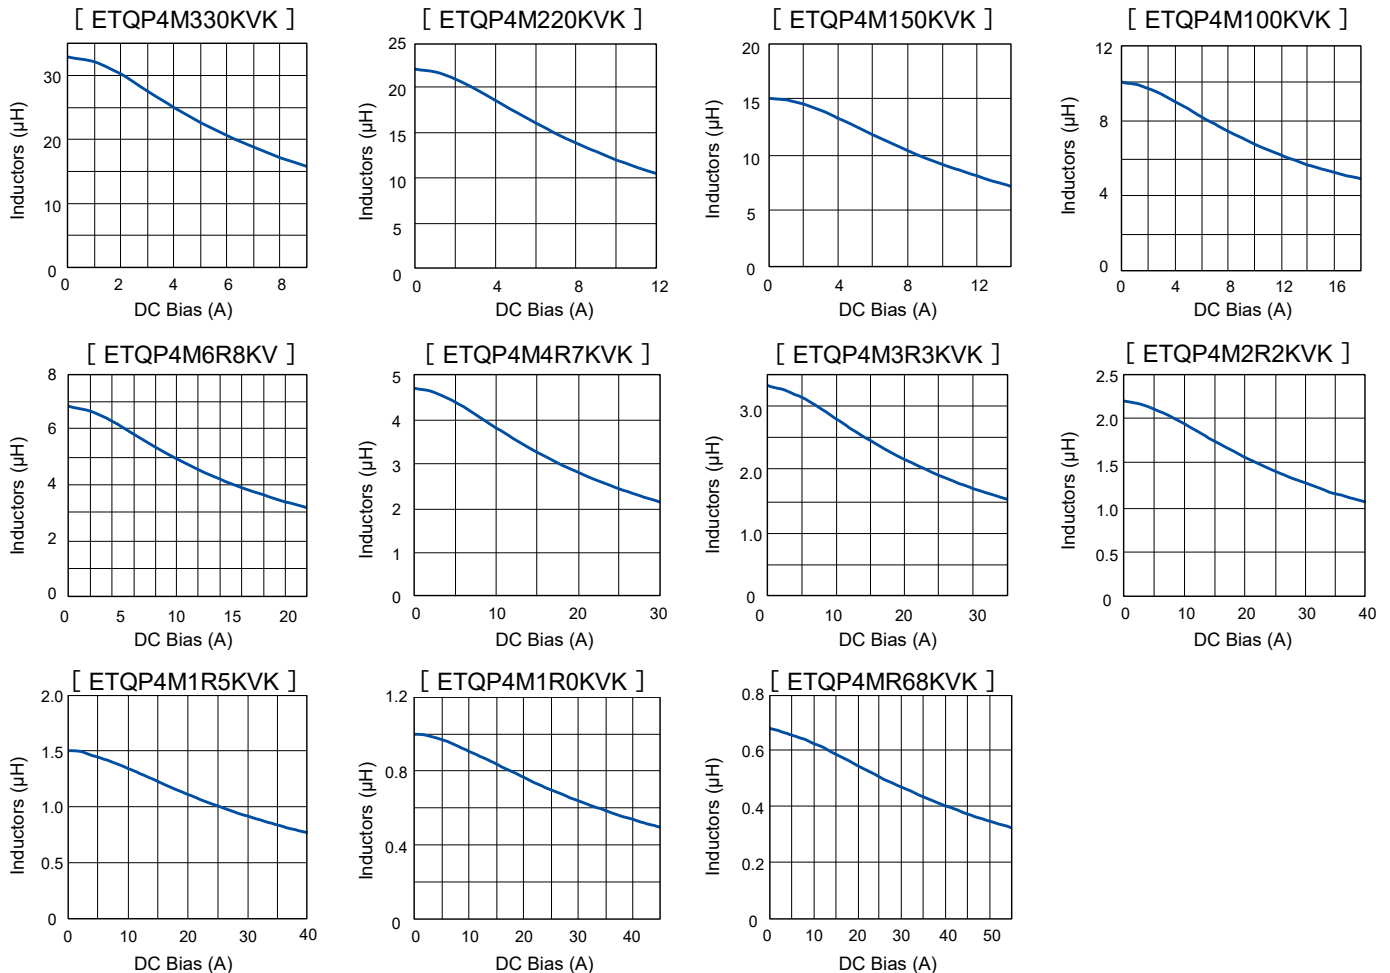 [ ETQP4M330KVK ]
Inductors (µH)
30
20
10
0
0 2 4 6 8
DC Bias (A)
[ ETQP4M220KVK ]
Inductors (µH)
25
20
15
10
5
0
0 4 8 12
DC Bias (A)
[ ETQP4M150KVK ]
Inductors (µH)
20
15
10
5
0
0 4 8 12
DC Bias (A)
[ ETQP4M100KVK ]
Inductors (µH)
12
8
4
0
0 4 8 12 16
DC Bias (A)
[ ETQP4M6R8KV ]
Inductors (µH)
8
6
4
2
0
0 5 10 15 20
DC Bias (A)
[ ETQP4M4R7KVK ]
Inductors (µH)
5
4
3
2
1
0
0 10 20 30
DC Bias (A)
[ ETQP4M3R3KVK ]
Inductors (µH)
3.0
2.0
1.0
0
0 10 20 30
DC Bias (A)
[ ETQP4M2R2KVK ]
Inductors (µH)
2.5
2.0
1.5
1.0
0.5
0
0 10 20 30 40
DC Bias (A)
[ ETQP4M1R5KVK ]
Inductors (µH)
2.0
1.5
1.0
0.5
0
0 10 20 30 40
DC Bias (A)
[ ETQP4M1R0KVK ]
Inductors (µH)
1.2
0.8
0.4
0
0 10 20 30 40
DC Bias (A)
[ ETQP4MR68KVK ]
Inductors (µH)
0.8
0.6
0.4
0.2
0
0 10 20 30 40 50
DC Bias (A)